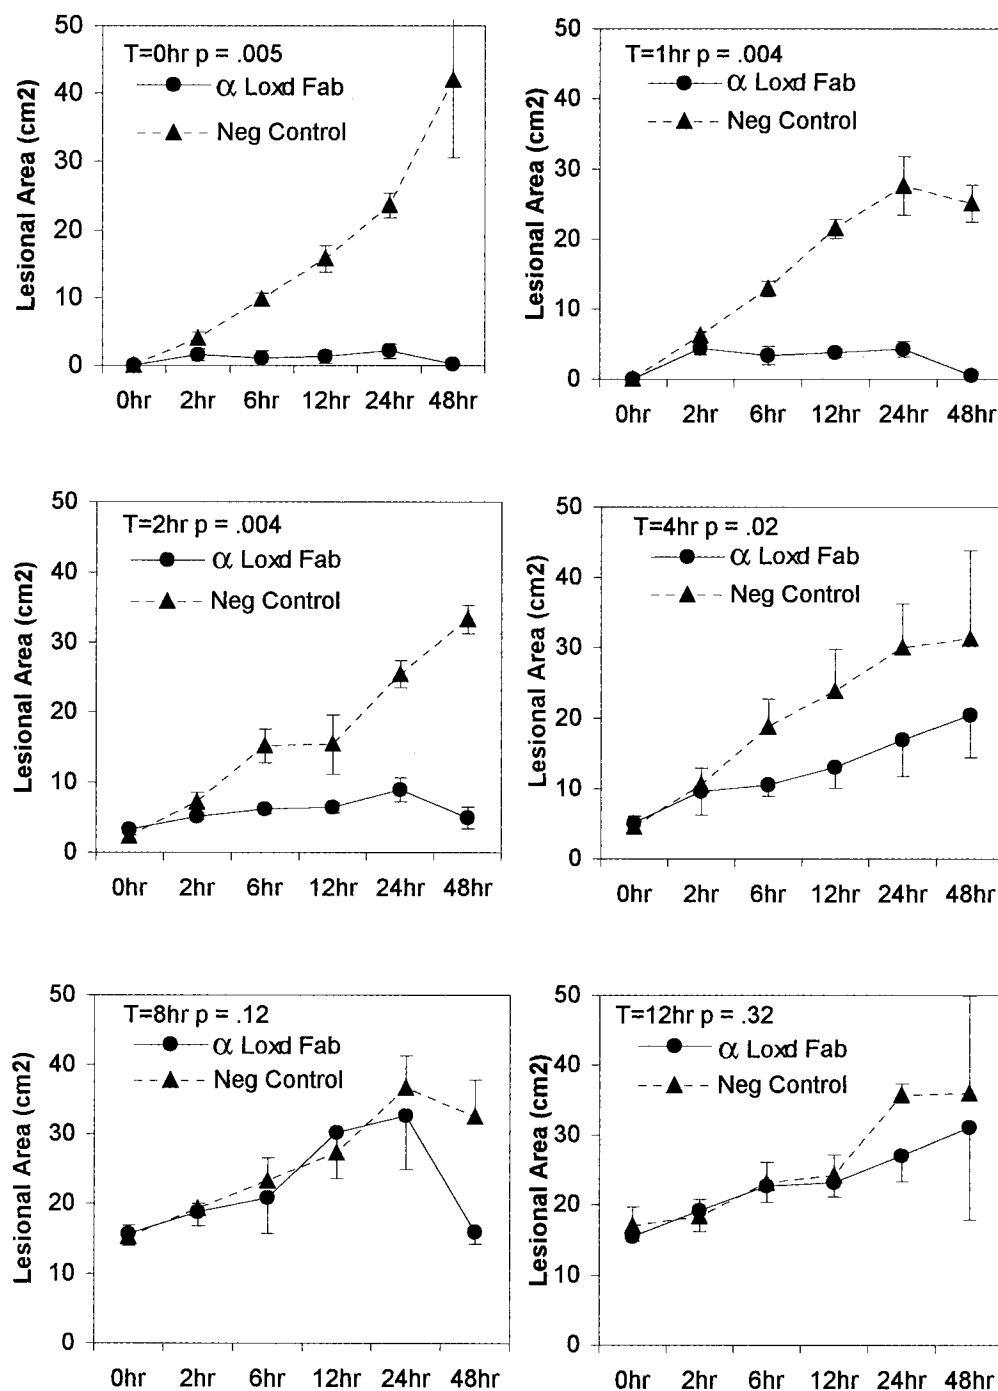 T=0hr p = .005
α Loxd Fab
Neg Control
Lesional Area (cm2)
50
40
30
20
10
0
0hr 2hr 6hr 12hr 24hr 48hr
T=1hr p = .004
α Loxd Fab
Neg Control
Lesional Area (cm2)
50
40
30
20
10
0
0hr 2hr 6hr 12hr 24hr 48hr
T=2hr p = .004
α Loxd Fab
Neg Control
Lesional Area (cm2)
50
40
30
20
10
0
0hr 2hr 6hr 12hr 24hr 48hr
T=4hr p = .02
α Loxd Fab
Neg Control
Lesional Area (cm2)
50
40
30
20
10
0
0hr 2hr 6hr 12hr 24hr 48hr
T=8hr p = .12
α Loxd Fab
Neg Control
Lesional Area (cm2)
50
40
30
20
10
0
0hr 2hr 6hr 12hr 24hr 48hr
T=12hr p = .32
α Loxd Fab
Neg Control
Lesional Area (cm2)
50
40
30
20
10
0
0hr 2hr 6hr 12hr 24hr 48hr